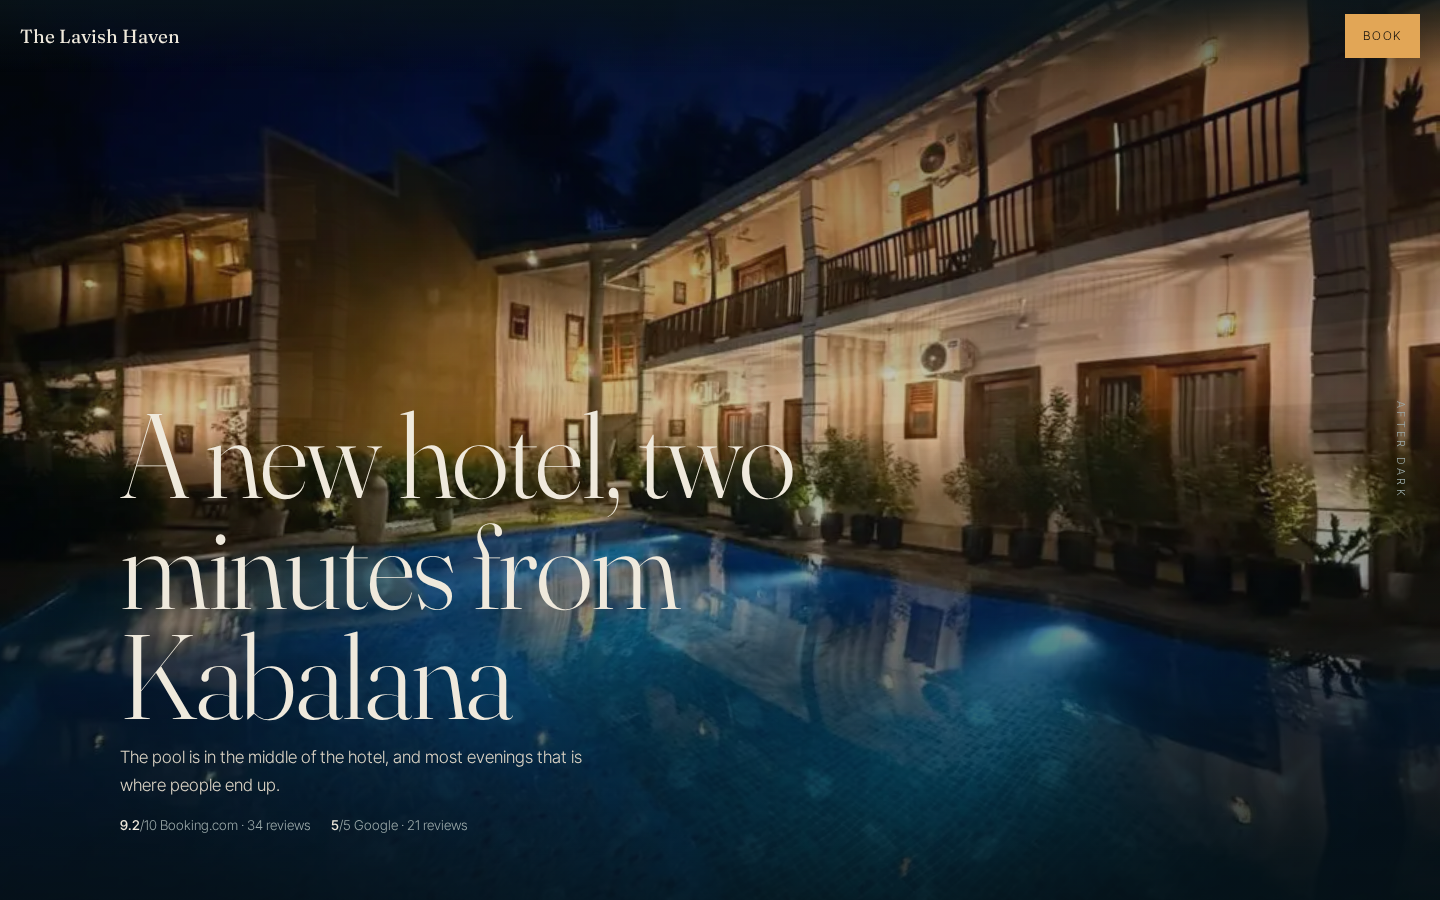 The Lavish Haven
BOOK
A new hotel, two
minutes from
Kabalana
AFTER DARK
The pool is in the middle of the hotel, and most evenings that is
where people end up.
9.2/10 Booking.com · 34 reviews 5/5 Google · 21 reviews